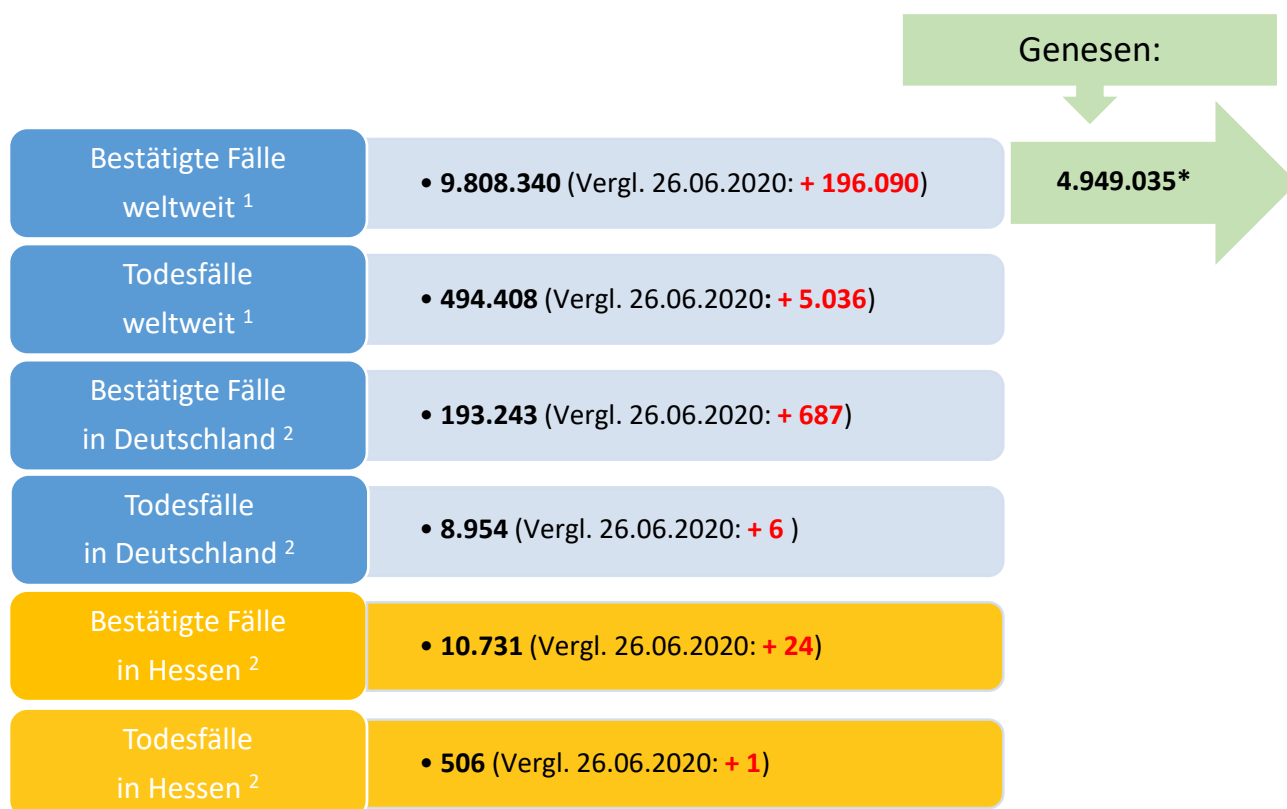 Genesen:
Bestätigte Fälle
weltweit ¹
• 9.808.340 (Vergl. 26.06.2020: + 196.090)
4.949.035*
Todesfälle
weltweit ¹
• 494.408 (Vergl. 26.06.2020: + 5.036)
Bestätigte Fälle
in Deutschland ²
• 193.243 (Vergl. 26.06.2020: + 687)
Todesfälle
in Deutschland ²
• 8.954 (Vergl. 26.06.2020: + 6 )
Bestätigte Fälle
in Hessen ²
• 10.731 (Vergl. 26.06.2020: + 24)
Todesfälle
in Hessen ²
• 506 (Vergl. 26.06.2020: + 1)